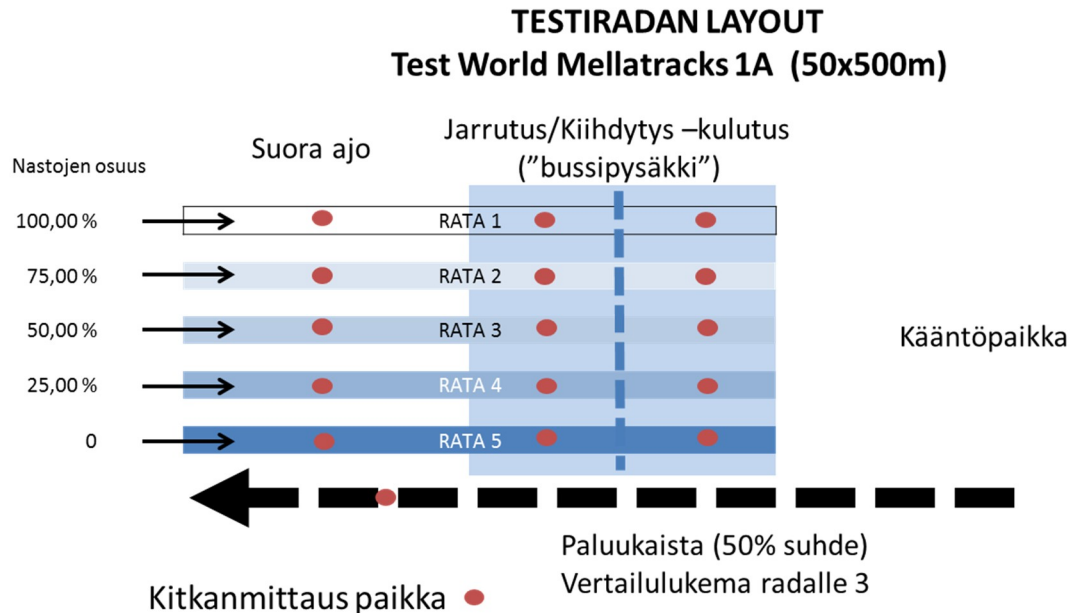 TESTIRADAN LAYOUT
Test World Mellatracks 1A (50x500m)
Suora ajo
Jarrutus/Kiihdytys –kulutus
(”bussipysäkki”)
Nastojen osuus
100,00 %
RATA 1
75,00 %
RATA 2
50,00 %
RATA 3
Kääntöpaikka
25,00 %
RATA 4
0
RATA 5
Paluukaista (50% suhde)
Vertailulukema radalle 3
Kitkanmittaus paikka